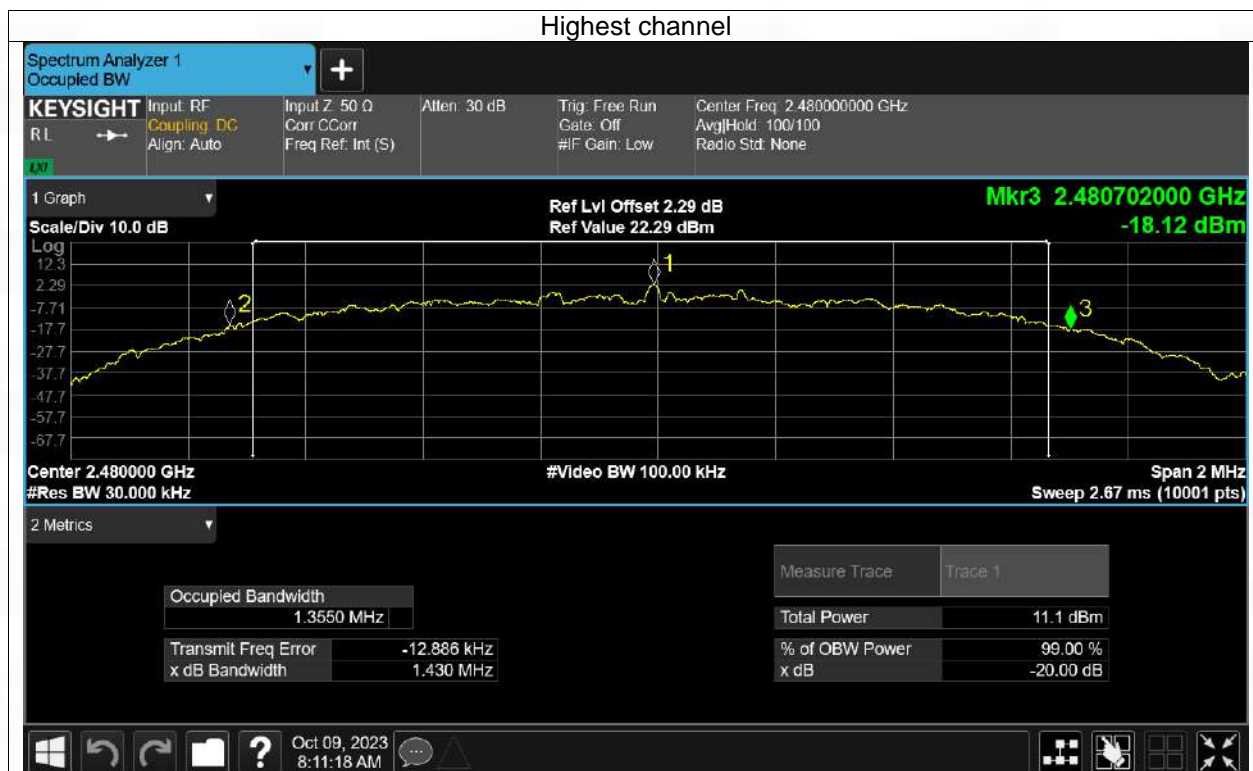 Highest channel
Spectrum Analyzer 1
Occupied BW
+
KEYSIGHT
R L
LXI
Input: RF
Coupling: DC
Align: Auto
Input Z: 50 Ω
Corr CCorr
Freq Ref: Int (S)
Atten: 30 dB
Trig: Free Run
Gate: Off
#IF Gain: Low
Center Freq: 2.480000000 GHz
Avg|Hold: 100/100
Radio Std: None
1 Graph
Scale/Div 10.0 dB
Ref Lvl Offset 2.29 dB
Ref Value 22.29 dBm
Mkr3 2.480702000 GHz
-18.12 dBm
Log
12.3
2.29
-7.71
-17.7
-27.7
-37.7
-47.7
-57.7
-67.7
1
2
3
Center 2.480000 GHz
#Video BW 100.00 kHz
Span 2 MHz
#Res BW 30.000 kHz
Sweep 2.67 ms (10001 pts)
2 Metrics
Measure Trace Trace 1
Occupied Bandwidth
1.3550 MHz
Total Power 11.1 dBm
Transmit Freq Error -12.886 kHz
% of OBW Power 99.00 %
x dB Bandwidth 1.430 MHz
x dB -20.00 dB
?
Oct 09, 2023
8:11:18 AM